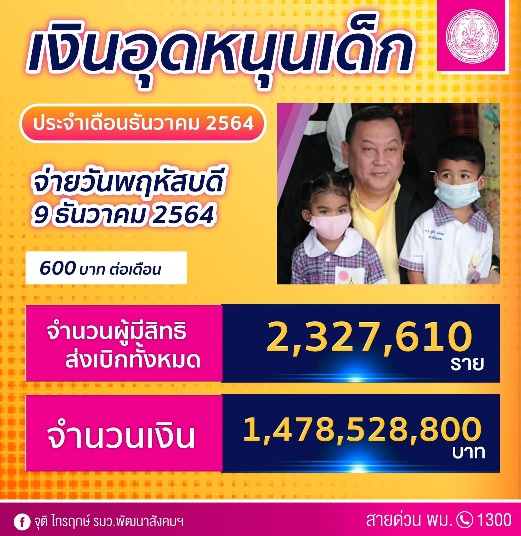 เงินอุดหนุนเด็ก
ประจำเดือนธันวาคม 2564
จ่ายวันพฤหัสบดี
9 ธันวาคม 2564
600 บาท ต่อเดือน
จำนวนผู้มีสิทธิ
ส่งเบิกทั้งหมด
2,327,610
ราย
จำนวนเงิน
1,478,528,800
บาท
จุติ ไกรฤกษ์ รมว.พัฒนาสังคมฯ
สายด่วน พม. 1300